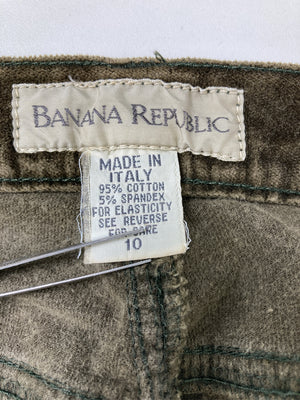 BANANA REPUBLIC
MADE IN
ITALY
95% COTTON
5% SPANDEX
FOR ELASTICITY
SEE REVERSE
FOR CARE
10